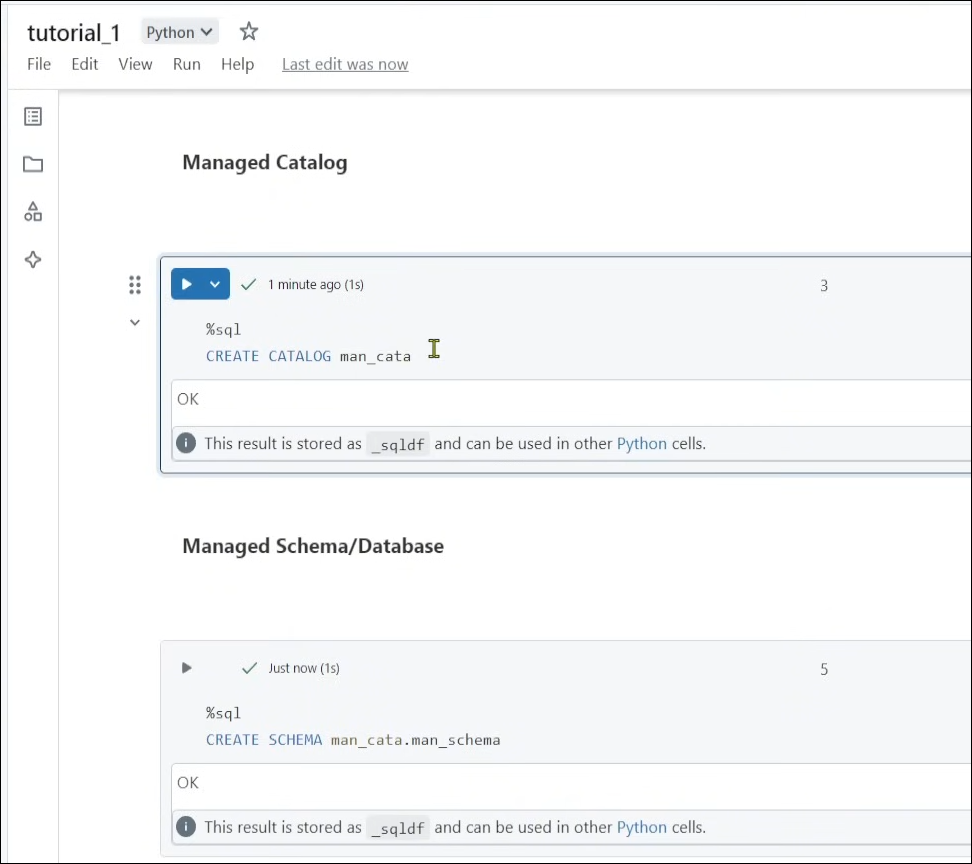 tutorial_1 Python
File Edit View Run Help Last edit was now
Managed Catalog
1 minute ago (1s) 3
%sql
CREATE CATALOG man_cata
OK
This result is stored as _sqldf and can be used in other Python cells.
Managed Schema/Database
Just now (1s) 5
%sql
CREATE SCHEMA man_cata.man_schema
OK
This result is stored as _sqldf and can be used in other Python cells.